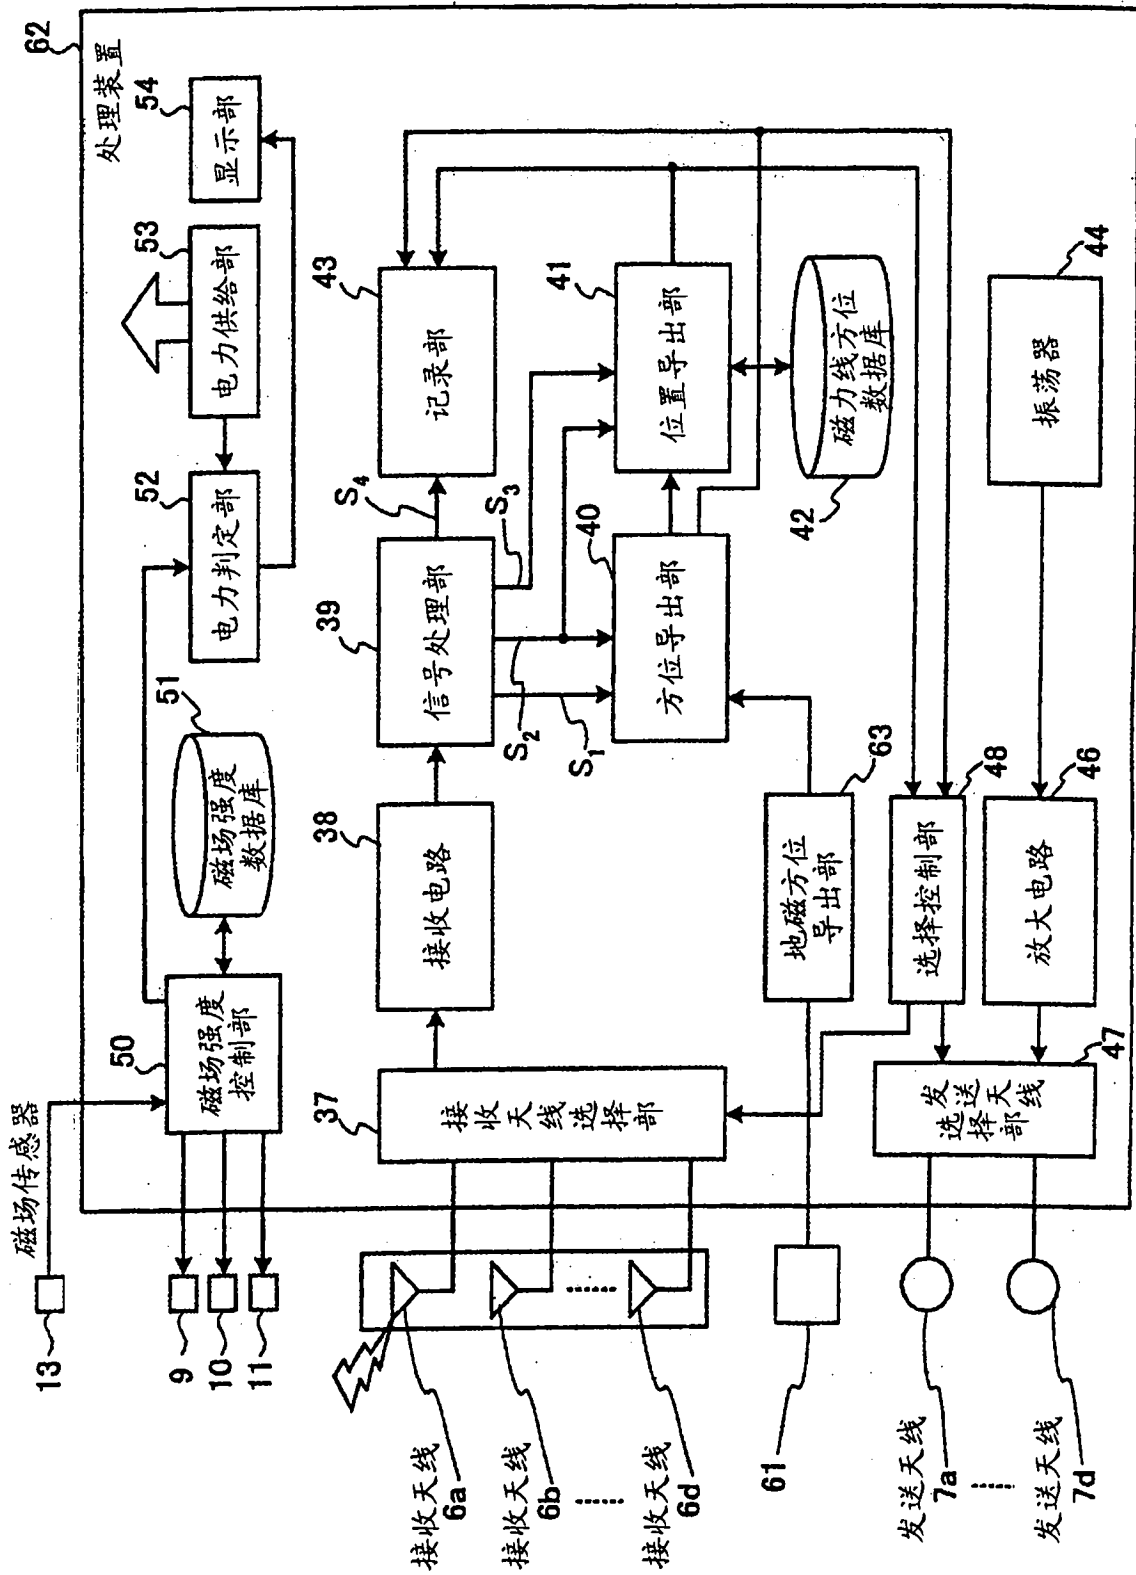 62
处理装置
磁场传感器
13
9
10
11
50
磁场强度
控制部
51
磁场强度
数据库
52
电力判定部
53
电力供给部
54
显示部
接收天线
6a
接收天线
6b
接收天线
6d
37
接收天线选择部
38
接收电路
39
信号处理部
S4
S3
S2
S1
43
记录部
40
方位导出部
41
位置导出部
42
磁力线方位
数据库
61
63
地磁方位
导出部
48
选择控制部
44
振荡器
46
放大电路
47
发送天线
选择部
发送天线
7a
发送天线
7d